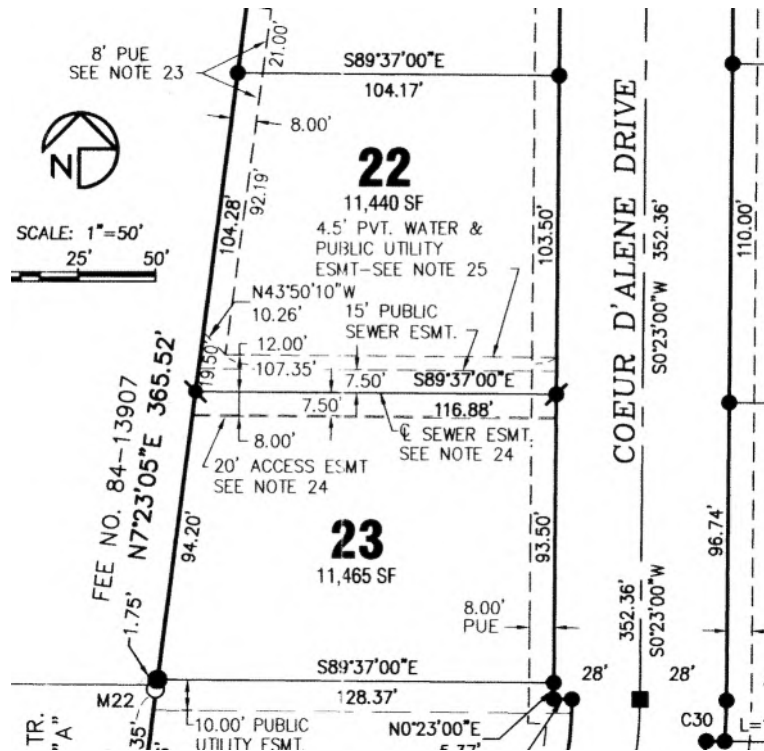 8' PUE
SEE NOTE 23
21.00'
S89°37'00"E
104.17'
8.00'
N
22
11,440 SF
SCALE: 1"=50'
25'
50'
104.28'
92.19'
4.5' PVT. WATER &
PUBLIC UTILITY
ESMT-SEE NOTE 25
103.50'
COEUR D'ALENE DRIVE
S0°23'00"W 352.36'
110.00'
N43°50'10"W
10.26'
15' PUBLIC
SEWER ESMT.
19.50'
12.00'
107.35'
7.50'
S89°37'00"E
7.50'
116.88'
8.00'
℄ SEWER ESMT.
SEE NOTE 24
20' ACCESS ESMT
SEE NOTE 24
FEE NO. 84-13907
N7°23'05"E 365.52'
94.20'
23
11,465 SF
93.50'
96.74'
8.00'
PUE
352.36'
S0°23'00"W
1.75'
S89°37'00"E
128.37'
28'
28'
M22
10.00' PUBLIC
UTILITY ESMT.
N0°23'00"E
5.77'
C30
TR.
"A"
35'
L=